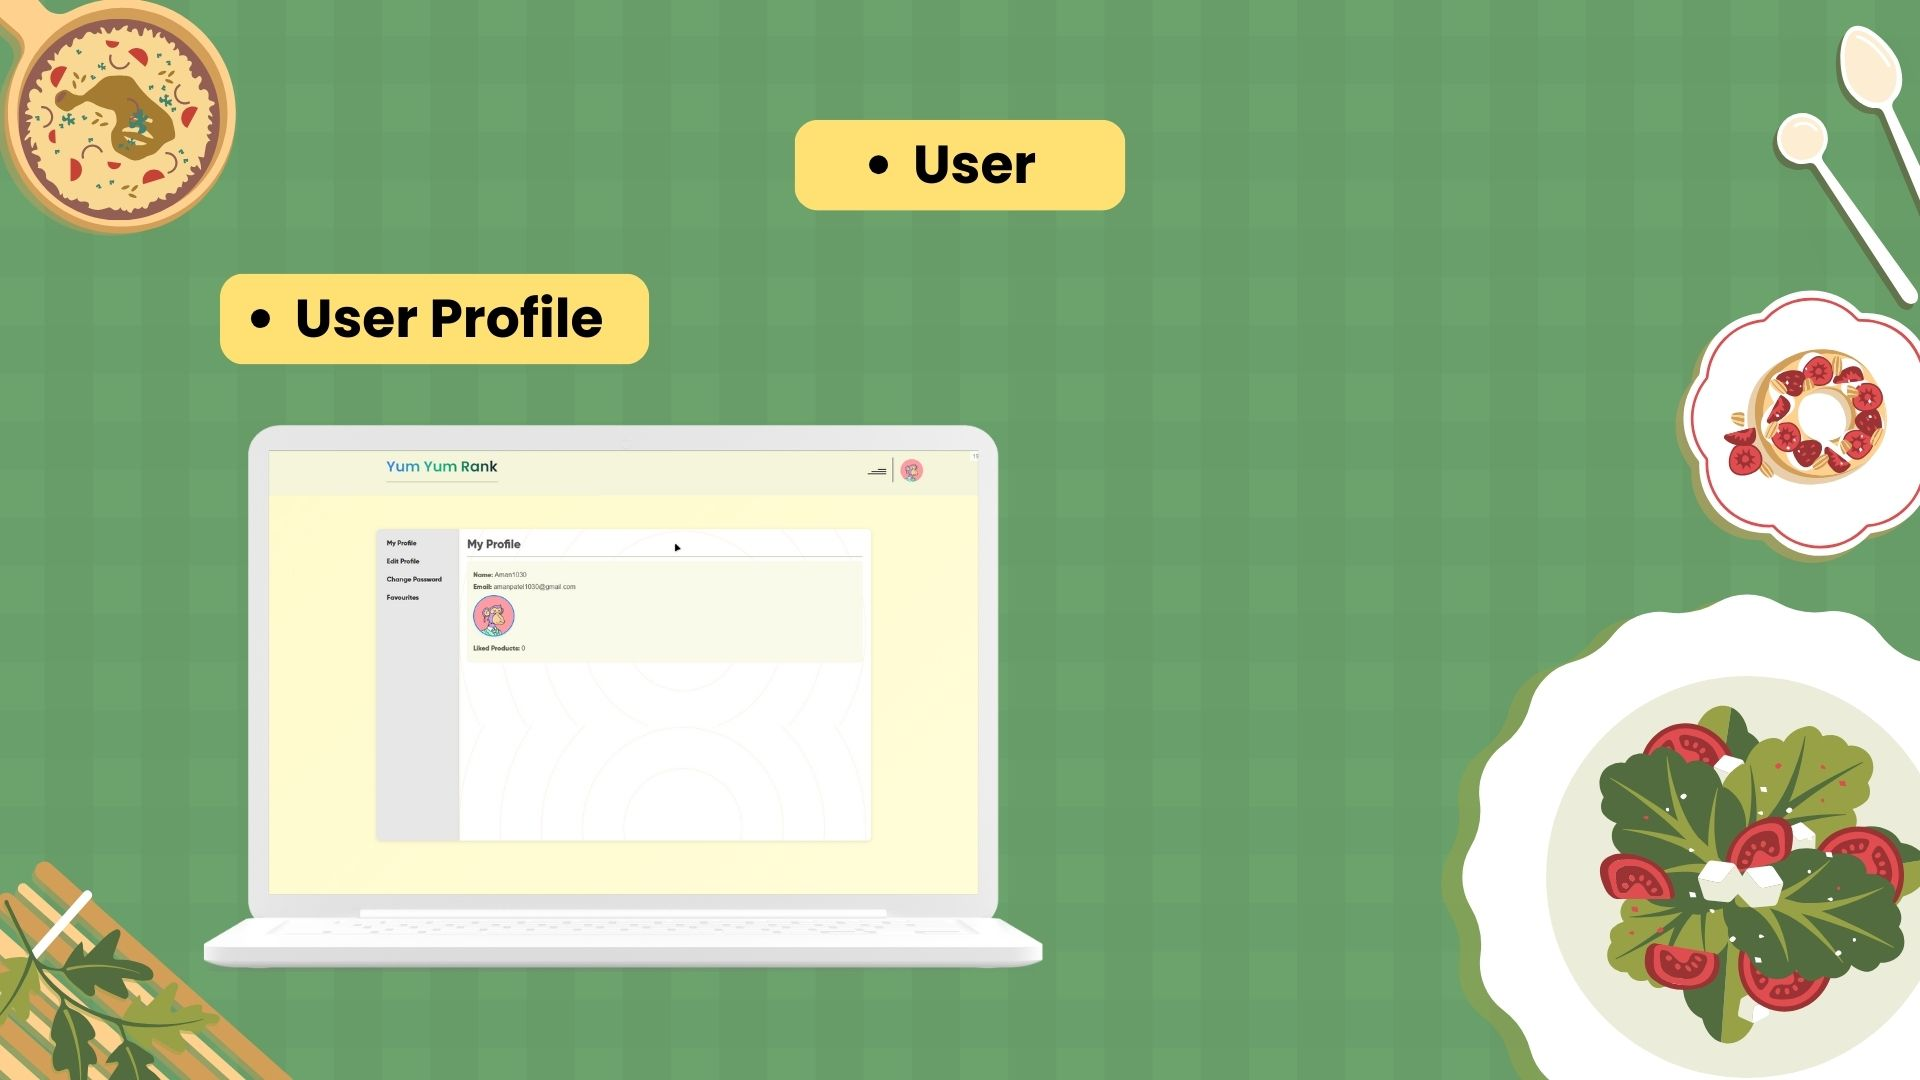 • User
• User Profile
Yum Yum Rank
My Profile
Edit Profile
Change Password
Favourites
My Profile
Name: Aman1030
Email: amanpatel1030@gmail.com
Liked Products: 0